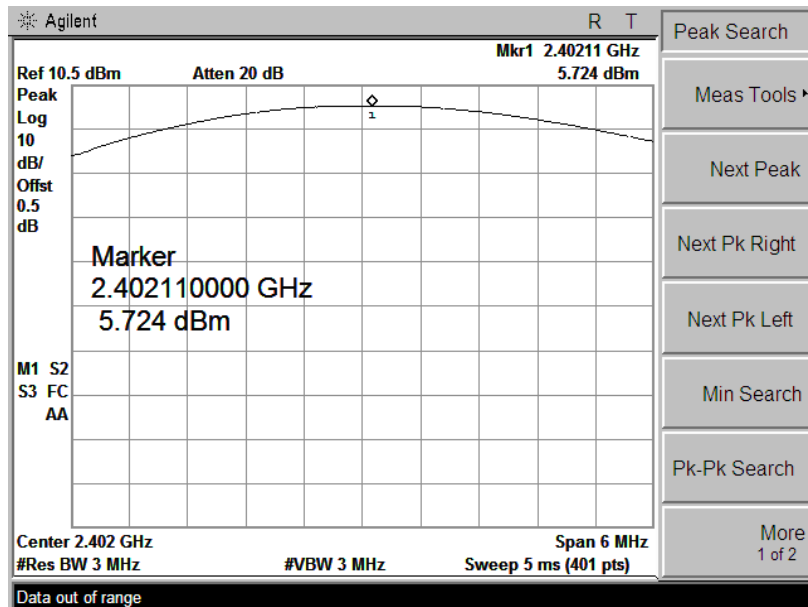 Agilent R T
Mkr1 2.40211 GHz
Ref 10.5 dBm Atten 20 dB 5.724 dBm
Peak
Log
10
dB/
Offst
0.5
dB
1
Marker
2.402110000 GHz
5.724 dBm
M1 S2
S3 FC
AA
Center 2.402 GHz Span 6 MHz
#Res BW 3 MHz #VBW 3 MHz Sweep 5 ms (401 pts)
Data out of range
Peak Search
Meas Tools
Next Peak
Next Pk Right
Next Pk Left
Min Search
Pk-Pk Search
More
1 of 2